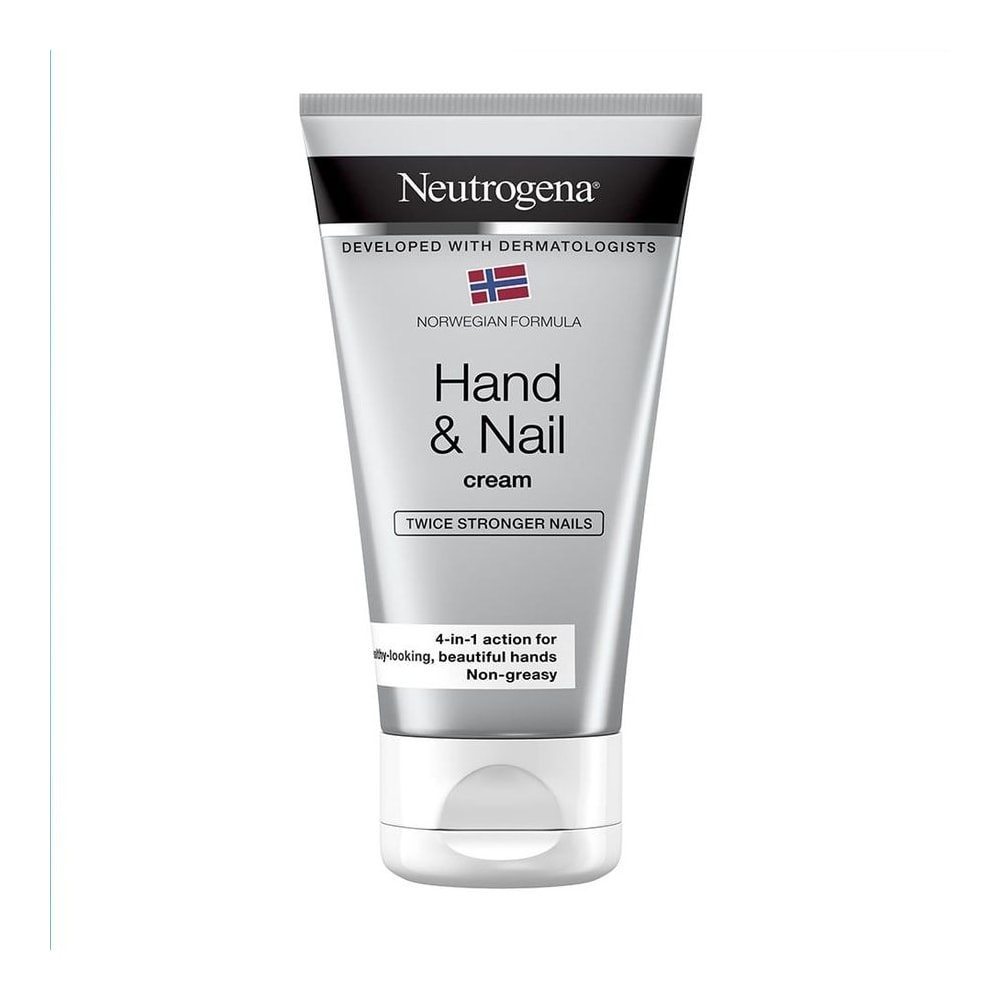 Neutrogena®
DEVELOPED WITH DERMATOLOGISTS
NORWEGIAN FORMULA
Hand
& Nail
cream
TWICE STRONGER NAILS
4-in-1 action for
beautiful hands
Non-greasy